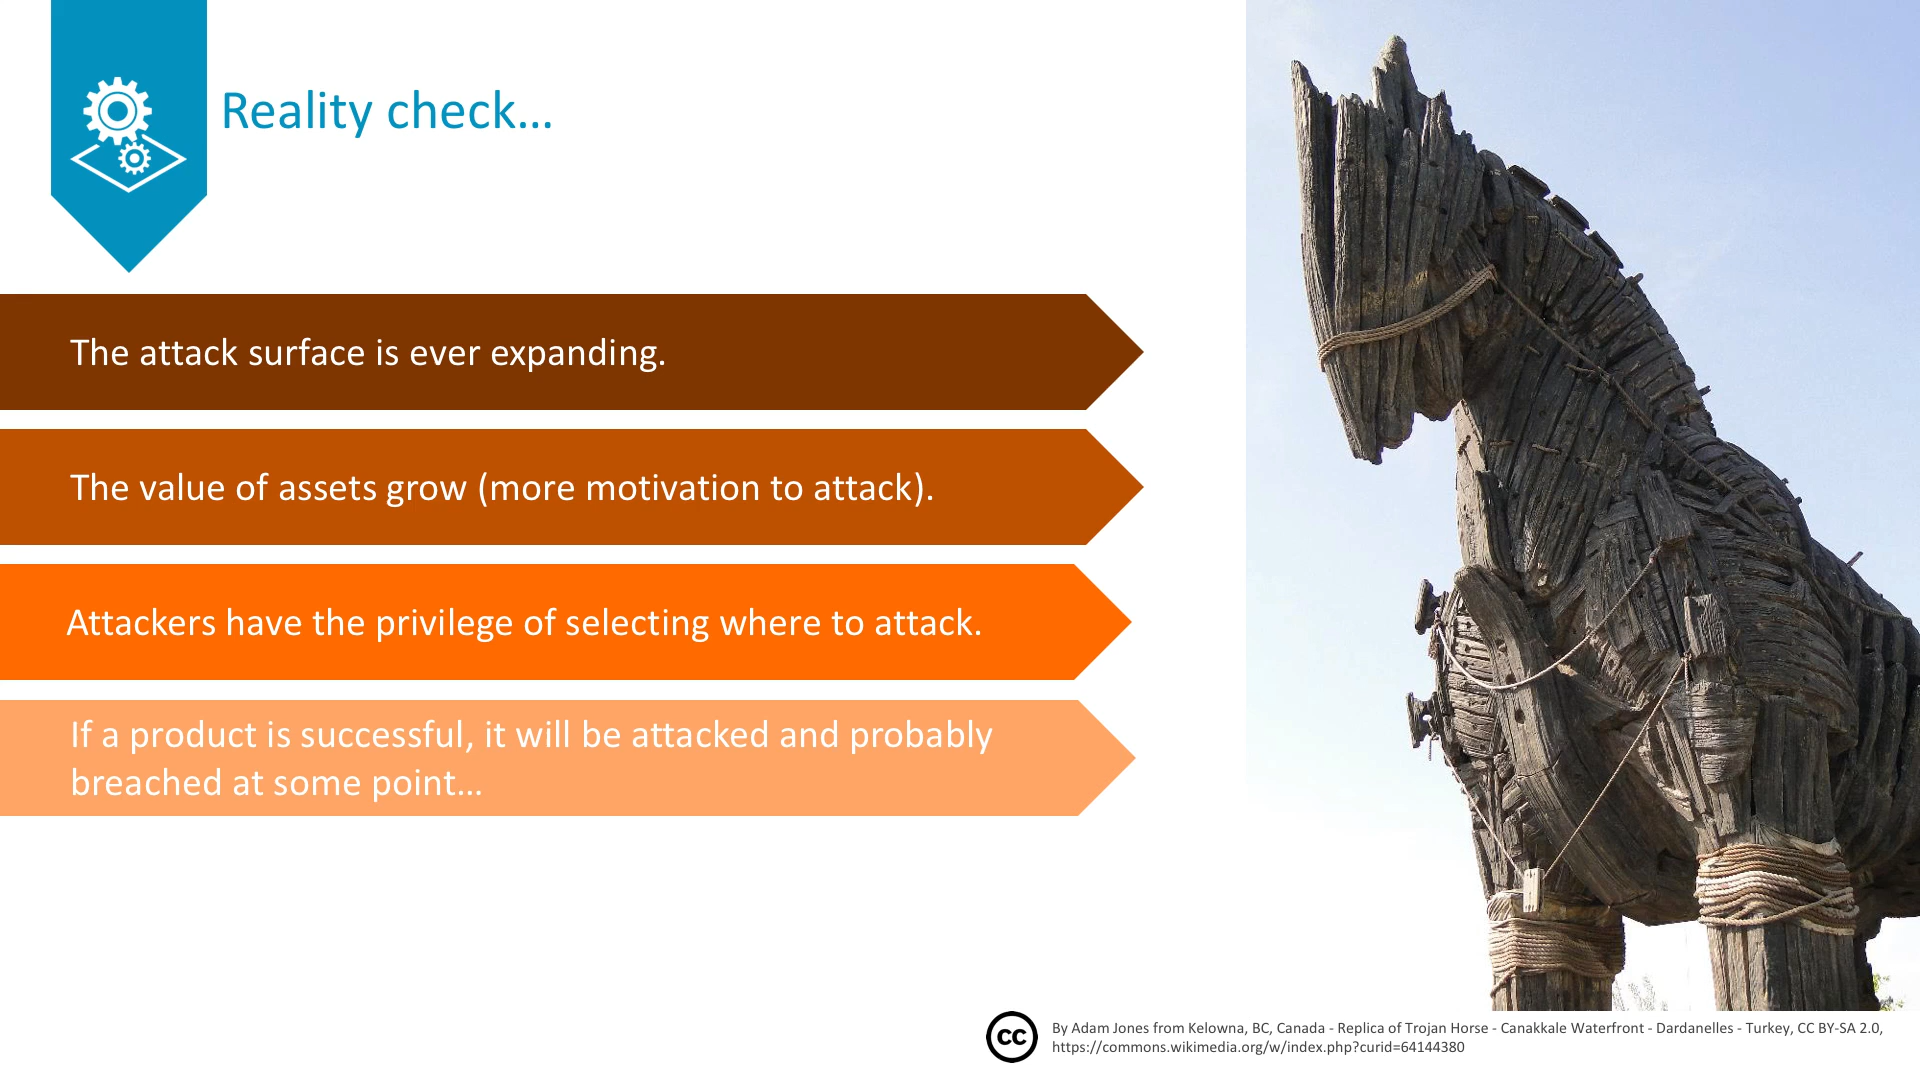 Reality check…
The attack surface is ever expanding.
The value of assets grow (more motivation to attack).
Attackers have the privilege of selecting where to attack.
If a product is successful, it will be attacked and probably
breached at some point…
cc
By Adam Jones from Kelowna, BC, Canada - Replica of Trojan Horse - Canakkale Waterfront - Dardanelles - Turkey, CC BY-SA 2.0,
https://commons.wikimedia.org/w/index.php?curid=64144380